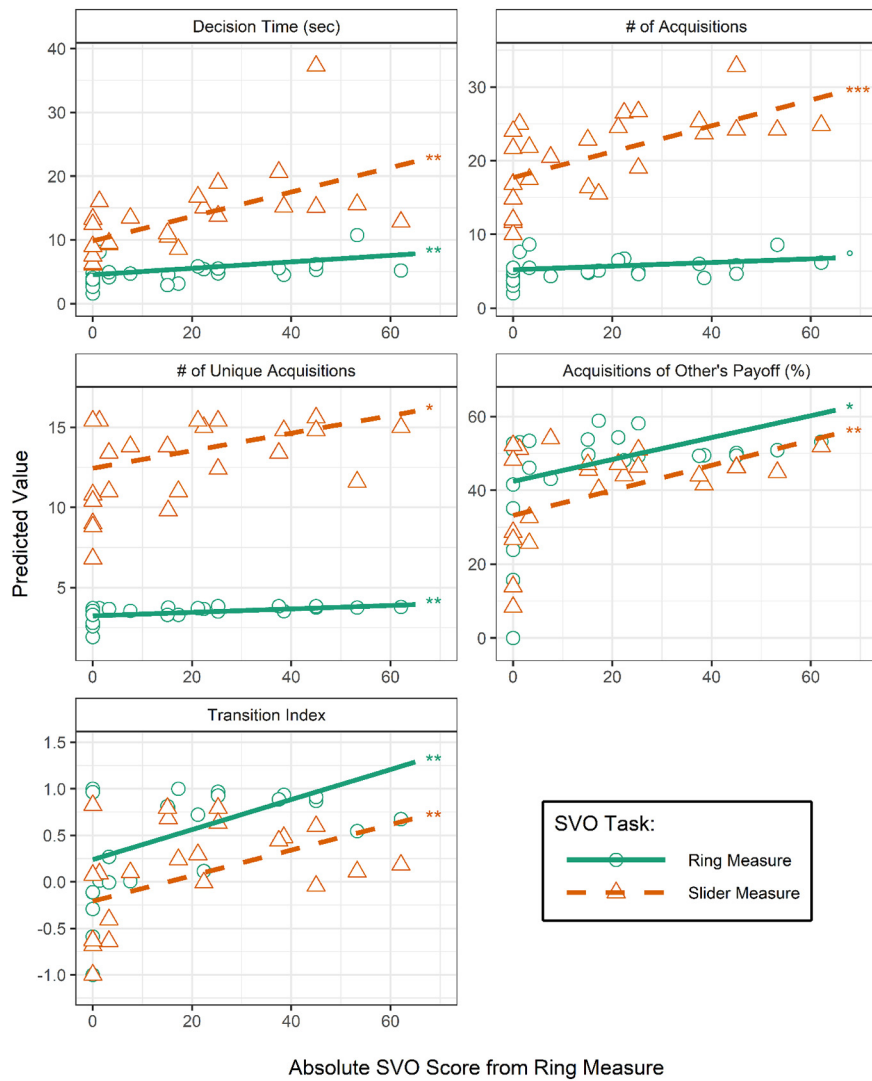 Decision Time (sec)
# of Acquisitions
40
30
20
10
0
**
**
0 20 40 60
30
20
10
0
***
°
0 20 40 60
# of Unique Acquisitions
Acquisitions of Other's Payoff (%)
15
10
5
*
**
0 20 40 60
60
40
20
0
*
**
0 20 40 60
Predicted Value
Transition Index
1.5
1.0
0.5
0.0
-0.5
-1.0
**
**
0 20 40 60
SVO Task:
Ring Measure
Slider Measure
Absolute SVO Score from Ring Measure